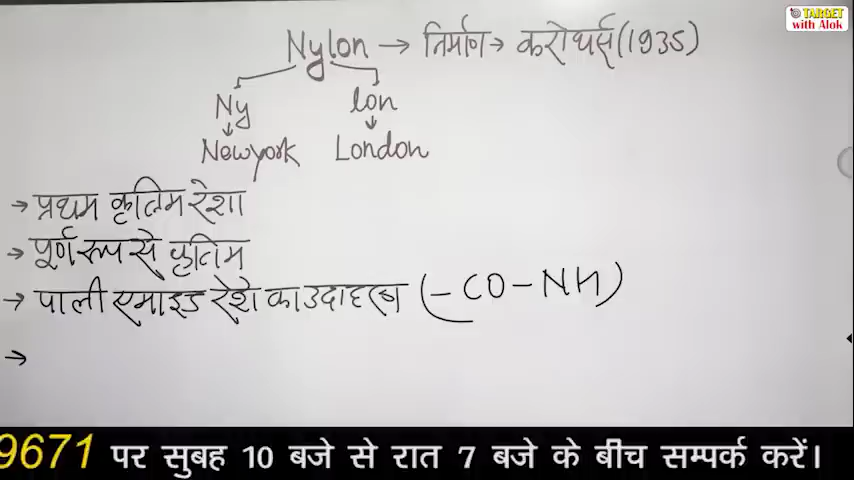 TARGET
with Alok
Nylon → निर्माण → करोथर्स (1935)
Ny lon
Newyork London
→ प्रथम कृत्रिम रेशा
→ पूर्ण रूप से कृत्रिम
→ पाली एमाइड रेशे का उदाहरण (-CO-NH)
→
9671 पर सुबह 10 बजे से रात 7 बजे के बीच सम्पर्क करें।